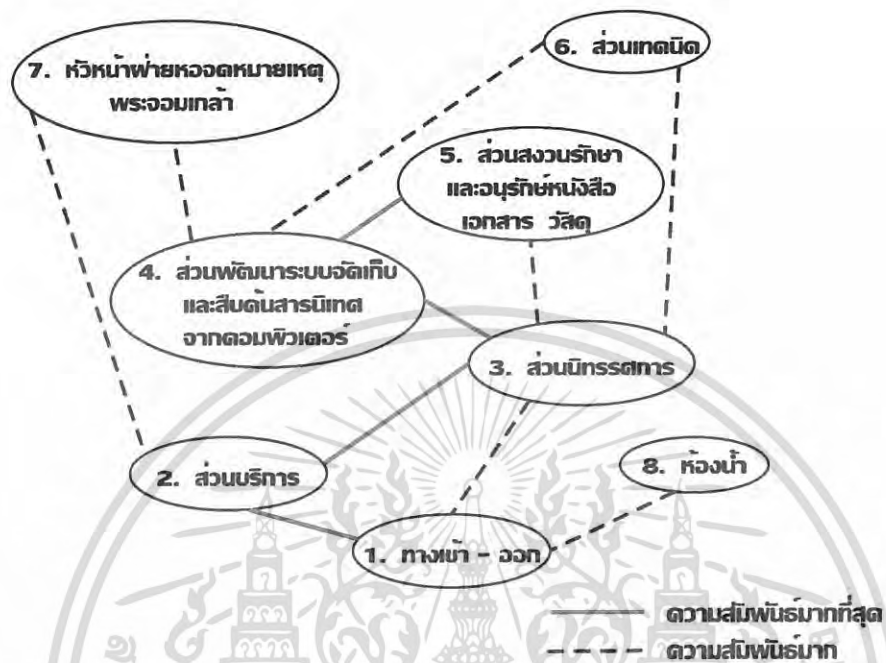 6. ส่วนเทคนิค
7. หัวหน้าฝ่ายหอจดหมายเหตุ
พระจอมเกล้า
5. ส่วนสงวนรักษา
และอนุรักษ์หนังสือ
เอกสาร วัสดุ
4. ส่วนพัฒนาระบบจัดเก็บ
และสืบค้นสารนิเทศ
จากคอมพิวเตอร์
3. ส่วนนิทรรศการ
2. ส่วนบริการ
8. ห้องน้ำ
1. ทางเข้า - ออก
ความสัมพันธ์มากที่สุด
ความสัมพันธ์มาก